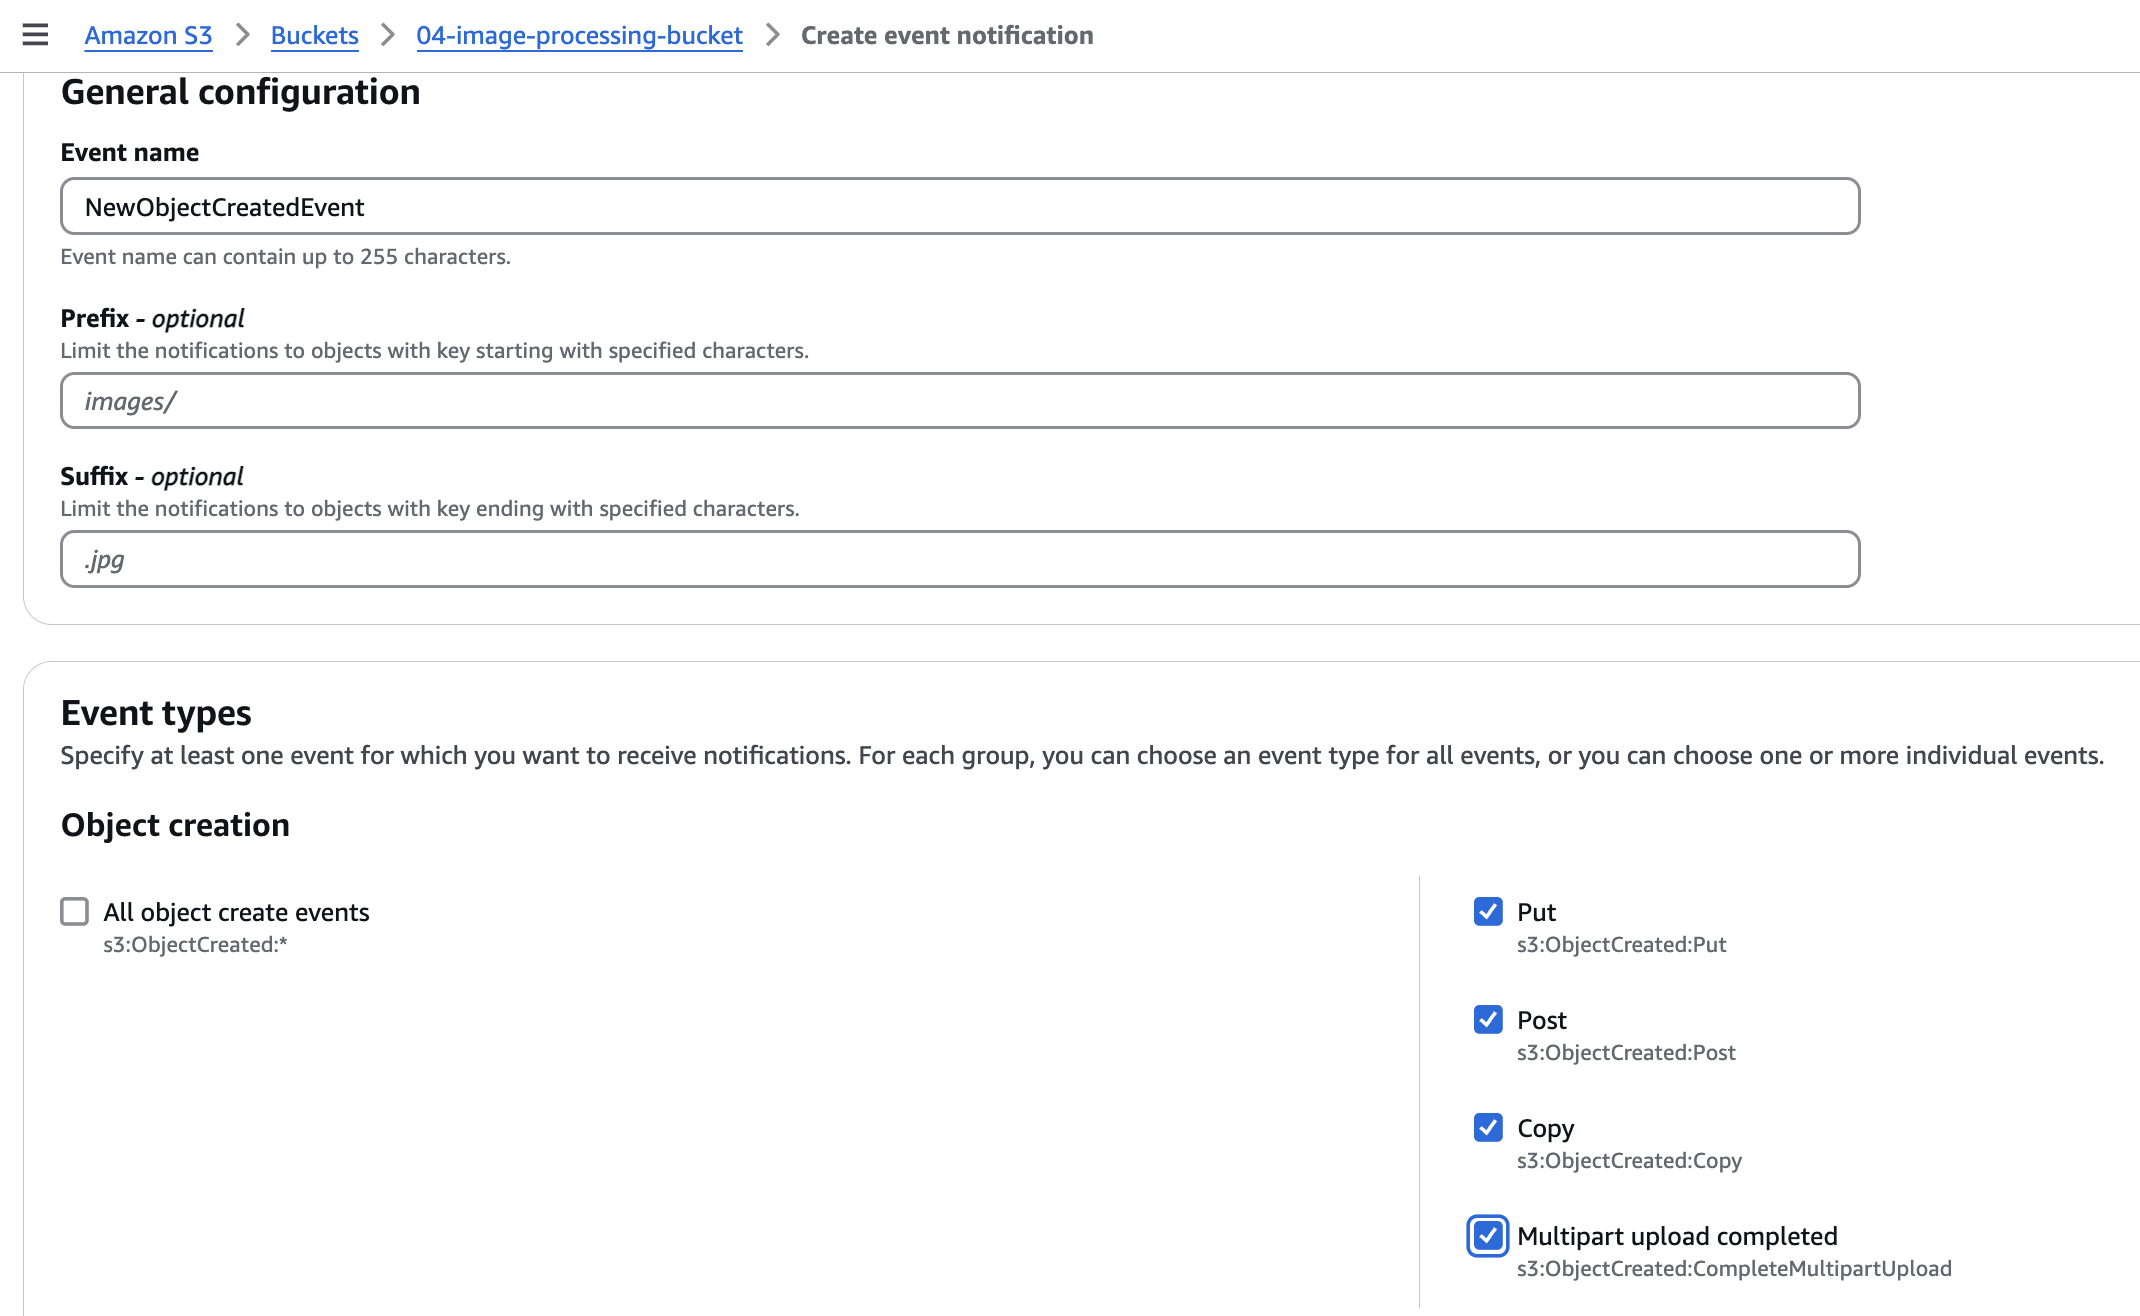 Amazon S3 > Buckets > 04-image-processing-bucket > Create event notification
General configuration
Event name
NewObjectCreatedEvent
Event name can contain up to 255 characters.
Prefix - optional
Limit the notifications to objects with key starting with specified characters.
images/
Suffix - optional
Limit the notifications to objects with key ending with specified characters.
.jpg
Event types
Specify at least one event for which you want to receive notifications. For each group, you can choose an event type for all events, or you can choose one or more individual events.
Object creation
All object create events
s3:ObjectCreated:*
Put
s3:ObjectCreated:Put
Post
s3:ObjectCreated:Post
Copy
s3:ObjectCreated:Copy
Multipart upload completed
s3:ObjectCreated:CompleteMultipartUpload